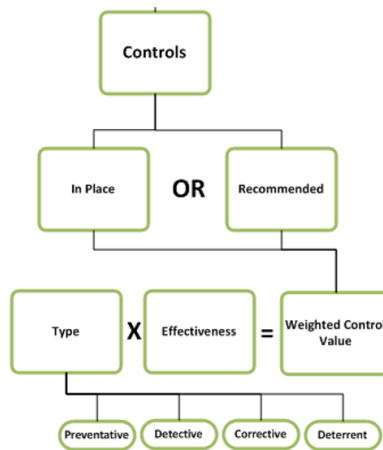 Controls
In Place
OR
Recommended
Type
X
Effectiveness
=
Weighted Control
Value
Preventative
Detective
Corrective
Deterrent